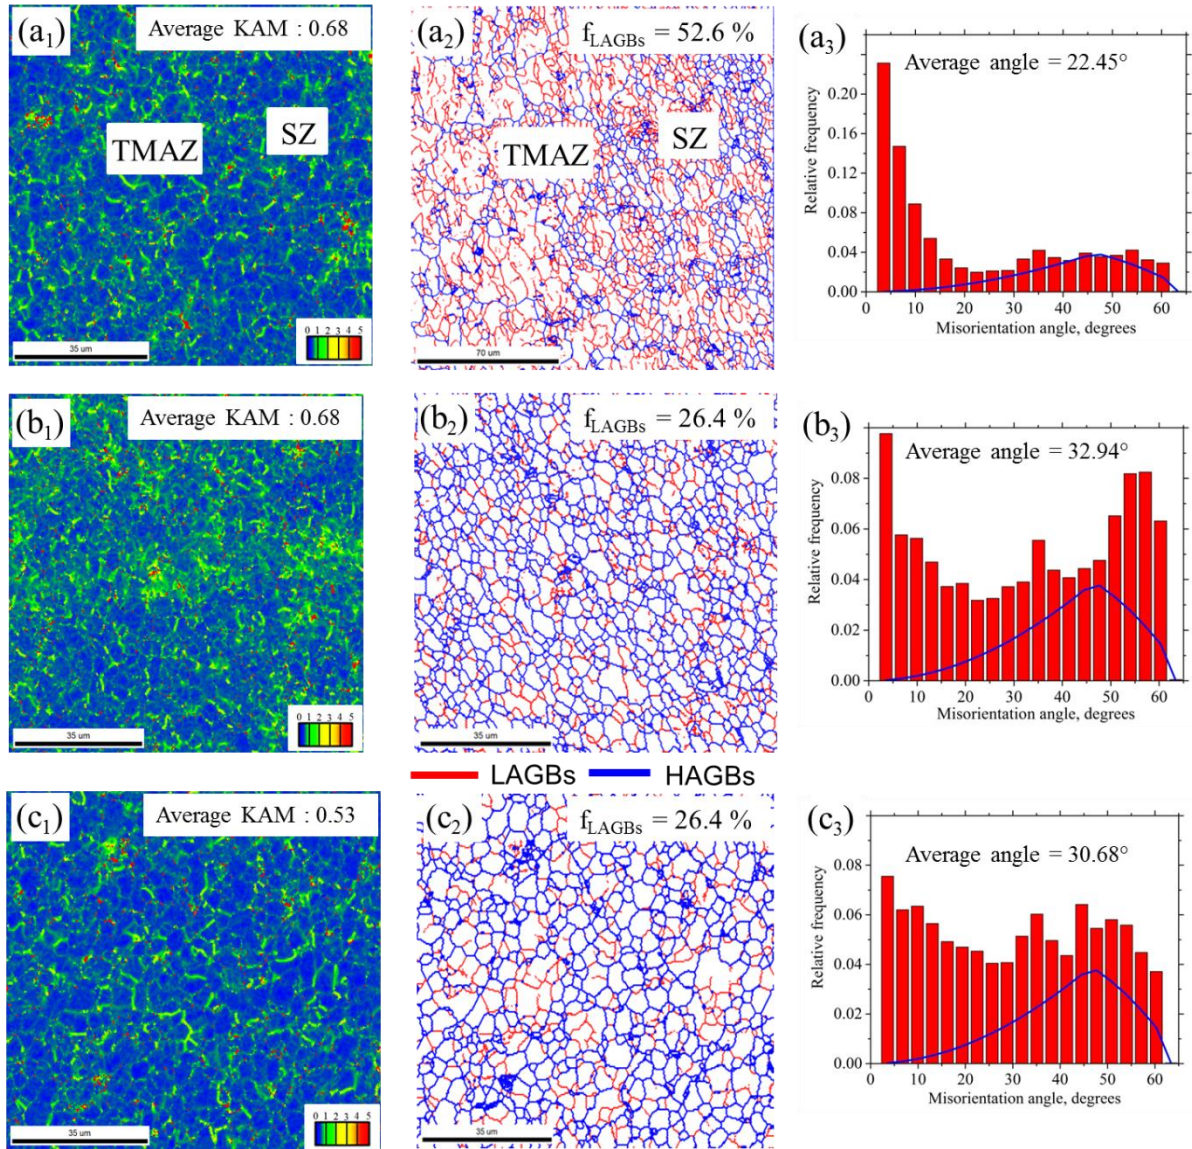 (a1) Average KAM : 0.68
TMAZ
SZ
0 1 2 3 4 5
35 um
(a2) fLAGBs = 52.6 %
TMAZ
SZ
70 um
(a3)
Average angle = 22.45°
Relative frequency
0.20
0.16
0.12
0.08
0.04
0.00
0 10 20 30 40 50 60
Misorientation angle, degrees
(b1) Average KAM : 0.68
0 1 2 3 4 5
35 um
(b2) fLAGBs = 26.4 %
35 um
(b3)
Average angle = 32.94°
Relative frequency
0.08
0.06
0.04
0.02
0.00
0 10 20 30 40 50 60
Misorientation angle, degrees
LAGBs HAGBs
(c1) Average KAM : 0.53
0 1 2 3 4 5
35 um
(c2) fLAGBs = 26.4 %
35 um
(c3)
Average angle = 30.68°
Relative frequency
0.08
0.06
0.04
0.02
0.00
0 10 20 30 40 50 60
Misorientation angle, degrees